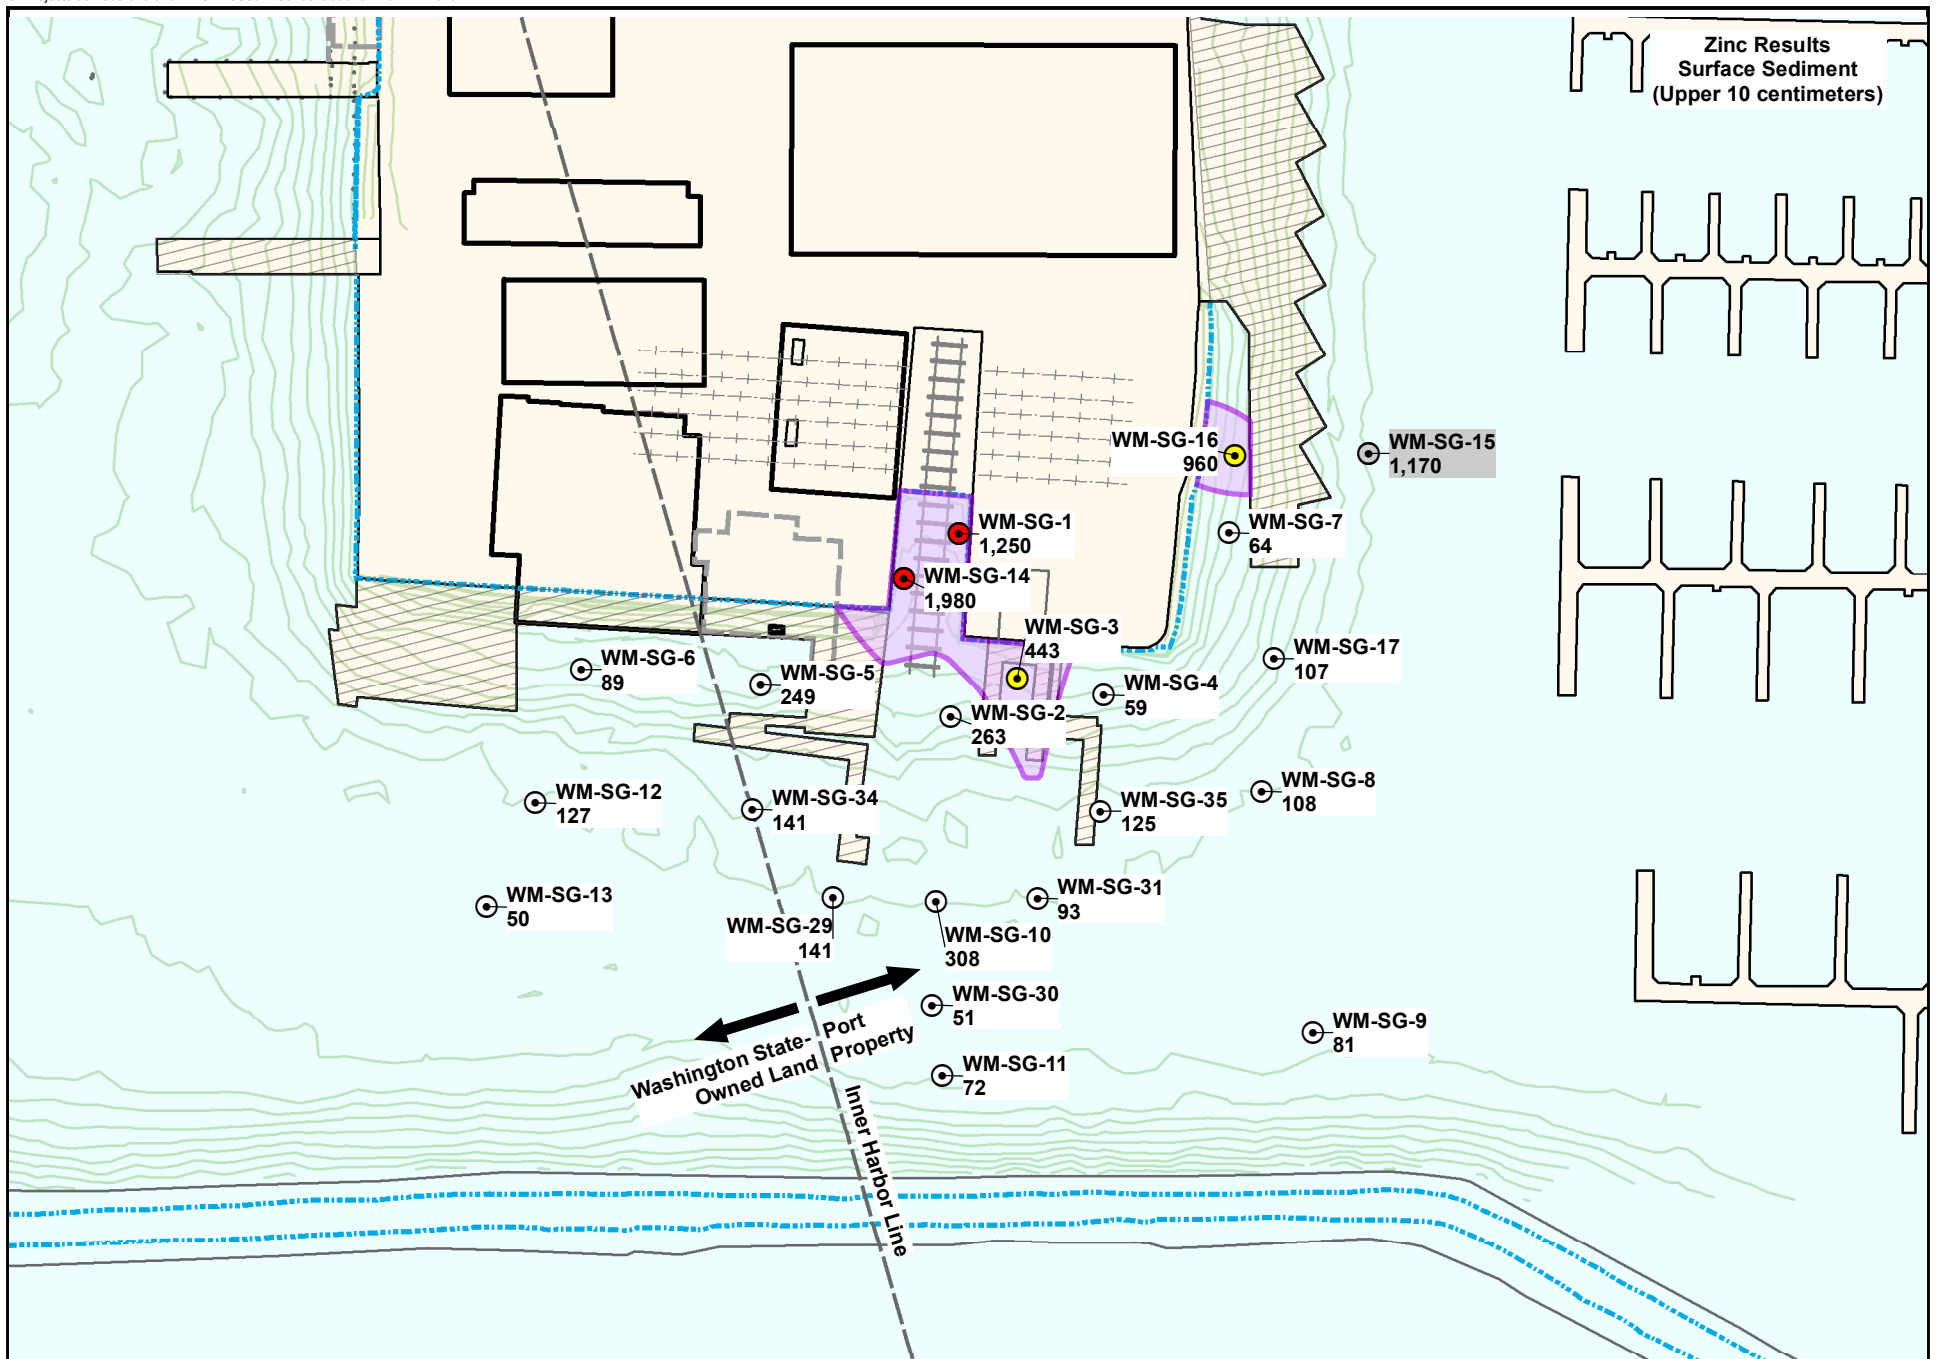 Zinc Results
Surface Sediment
(Upper 10 centimeters)
WM-SG-16
960
WM-SG-15
1,170
WM-SG-1
1,250
WM-SG-7
64
WM-SG-14
1,980
WM-SG-3
443
WM-SG-17
107
WM-SG-6
89
WM-SG-5
249
WM-SG-4
59
WM-SG-2
263
WM-SG-12
127
WM-SG-34
141
WM-SG-35
125
WM-SG-8
108
WM-SG-13
50
WM-SG-29
141
WM-SG-10
308
WM-SG-31
93
WM-SG-30
51
WM-SG-9
81
WM-SG-11
72
Washington State-
Owned Land
Port
Property
Inner Harbor Line